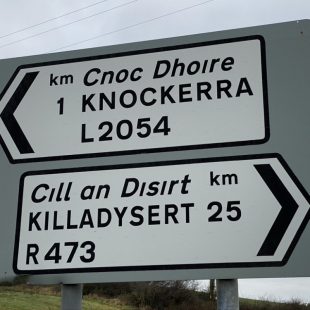 km Cnoc Dhoire
1 KNOCKERRA
L2054
Cill an Disirt km
KILLADYSERT 25
R473